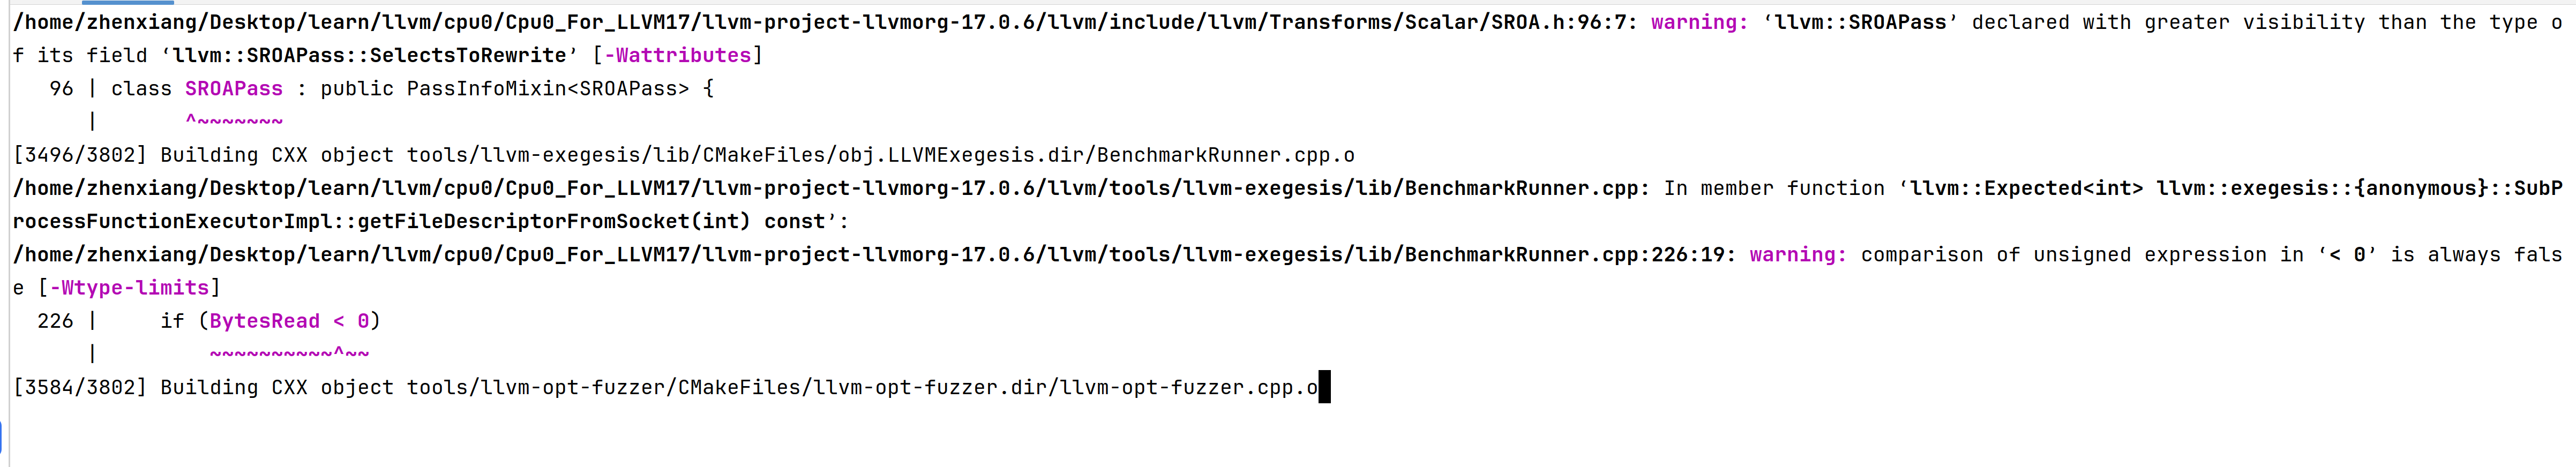 /home/zhenxiang/Desktop/learn/llvm/cpu0/Cpu0_For_LLVM17/llvm-project-llvmorg-17.0.6/llvm/include/llvm/Transforms/Scalar/SROA.h:96:7: warning: ‘llvm::SROAPass’ declared with greater visibility than the type o
f its field ‘llvm::SROAPass::SelectsToRewrite’ [-Wattributes]
   96 | class SROAPass : public PassInfoMixin<SROAPass> {
      |       ^~~~~~~~
[3496/3802] Building CXX object tools/llvm-exegesis/lib/CMakeFiles/obj.LLVMExegesis.dir/BenchmarkRunner.cpp.o
/home/zhenxiang/Desktop/learn/llvm/cpu0/Cpu0_For_LLVM17/llvm-project-llvmorg-17.0.6/llvm/tools/llvm-exegesis/lib/BenchmarkRunner.cpp: In member function ‘llvm::Expected<int> llvm::exegesis::{anonymous}::SubP
rocessFunctionExecutorImpl::getFileDescriptorFromSocket(int) const’:
/home/zhenxiang/Desktop/learn/llvm/cpu0/Cpu0_For_LLVM17/llvm-project-llvmorg-17.0.6/llvm/tools/llvm-exegesis/lib/BenchmarkRunner.cpp:226:19: warning: comparison of unsigned expression in ‘< 0’ is always fals
e [-Wtype-limits]
  226 |     if (BytesRead < 0)
      |         ~~~~~~~~~~^~~
[3584/3802] Building CXX object tools/llvm-opt-fuzzer/CMakeFiles/llvm-opt-fuzzer.dir/llvm-opt-fuzzer.cpp.o